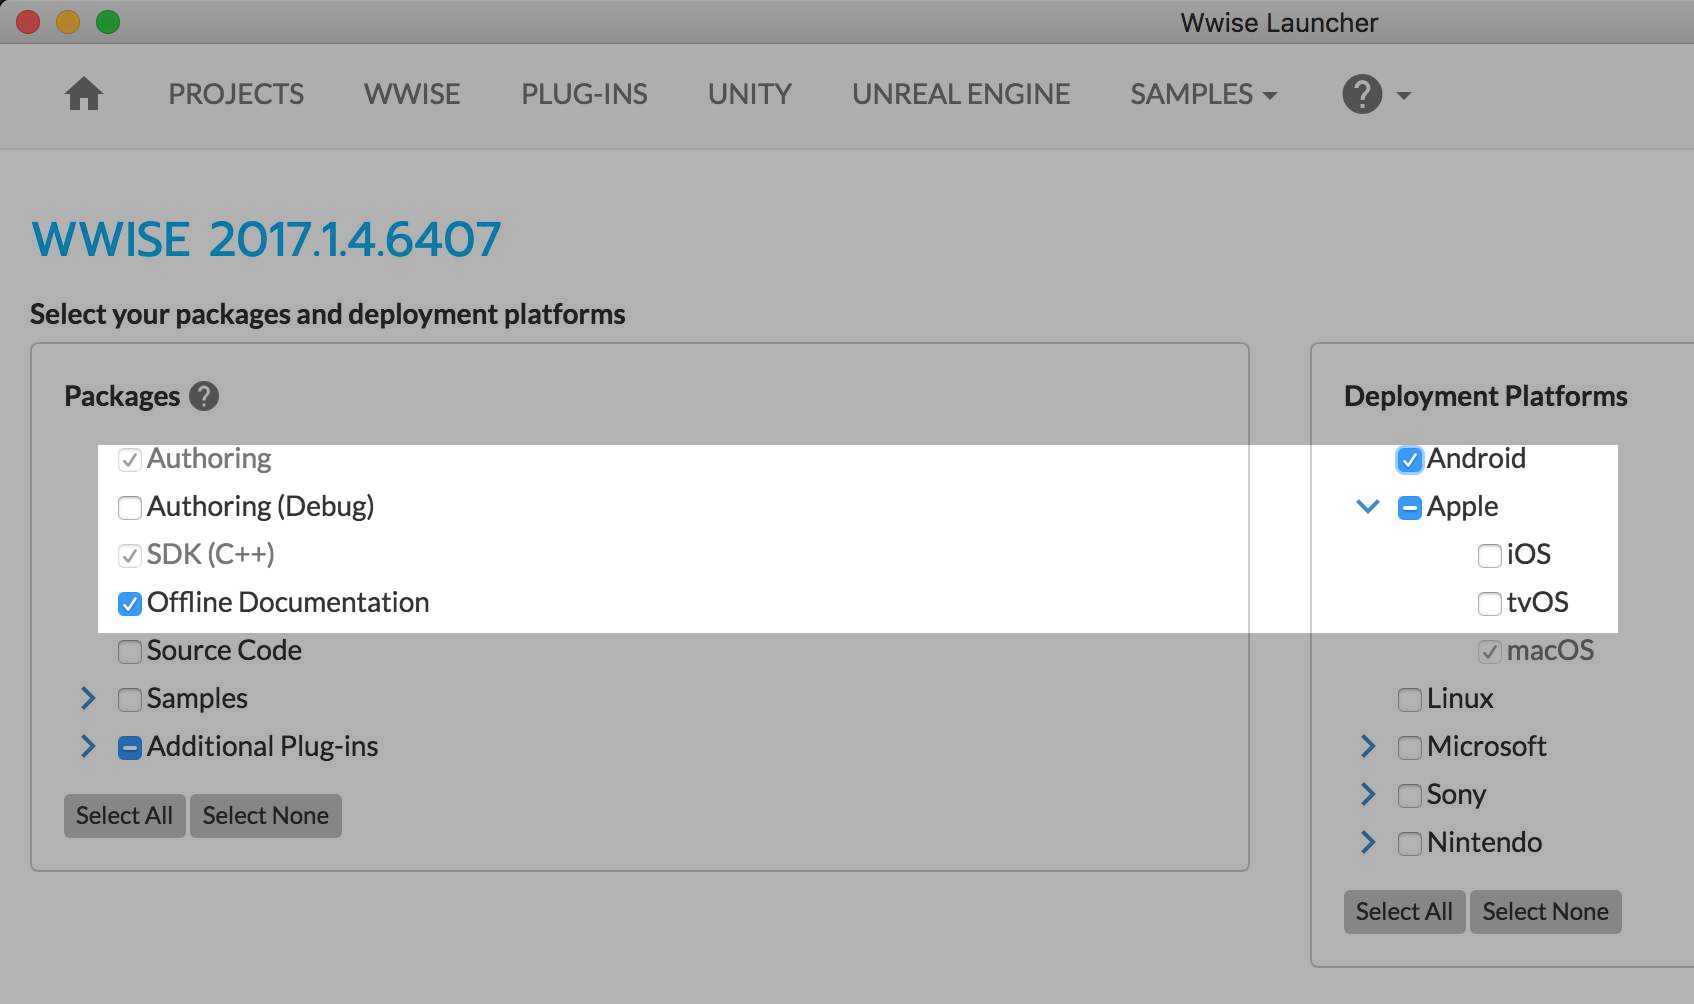 Wwise Launcher
PROJECTS WWISE PLUG-INS UNITY UNREAL ENGINE SAMPLES ?
WWISE 2017.1.4.6407
Select your packages and deployment platforms
Packages ?
Authoring
Authoring (Debug)
SDK (C++)
Offline Documentation
Source Code
Samples
Additional Plug-ins
Select All Select None
Deployment Platforms
Android
Apple
iOS
tvOS
macOS
Linux
Microsoft
Sony
Nintendo
Select All Select None